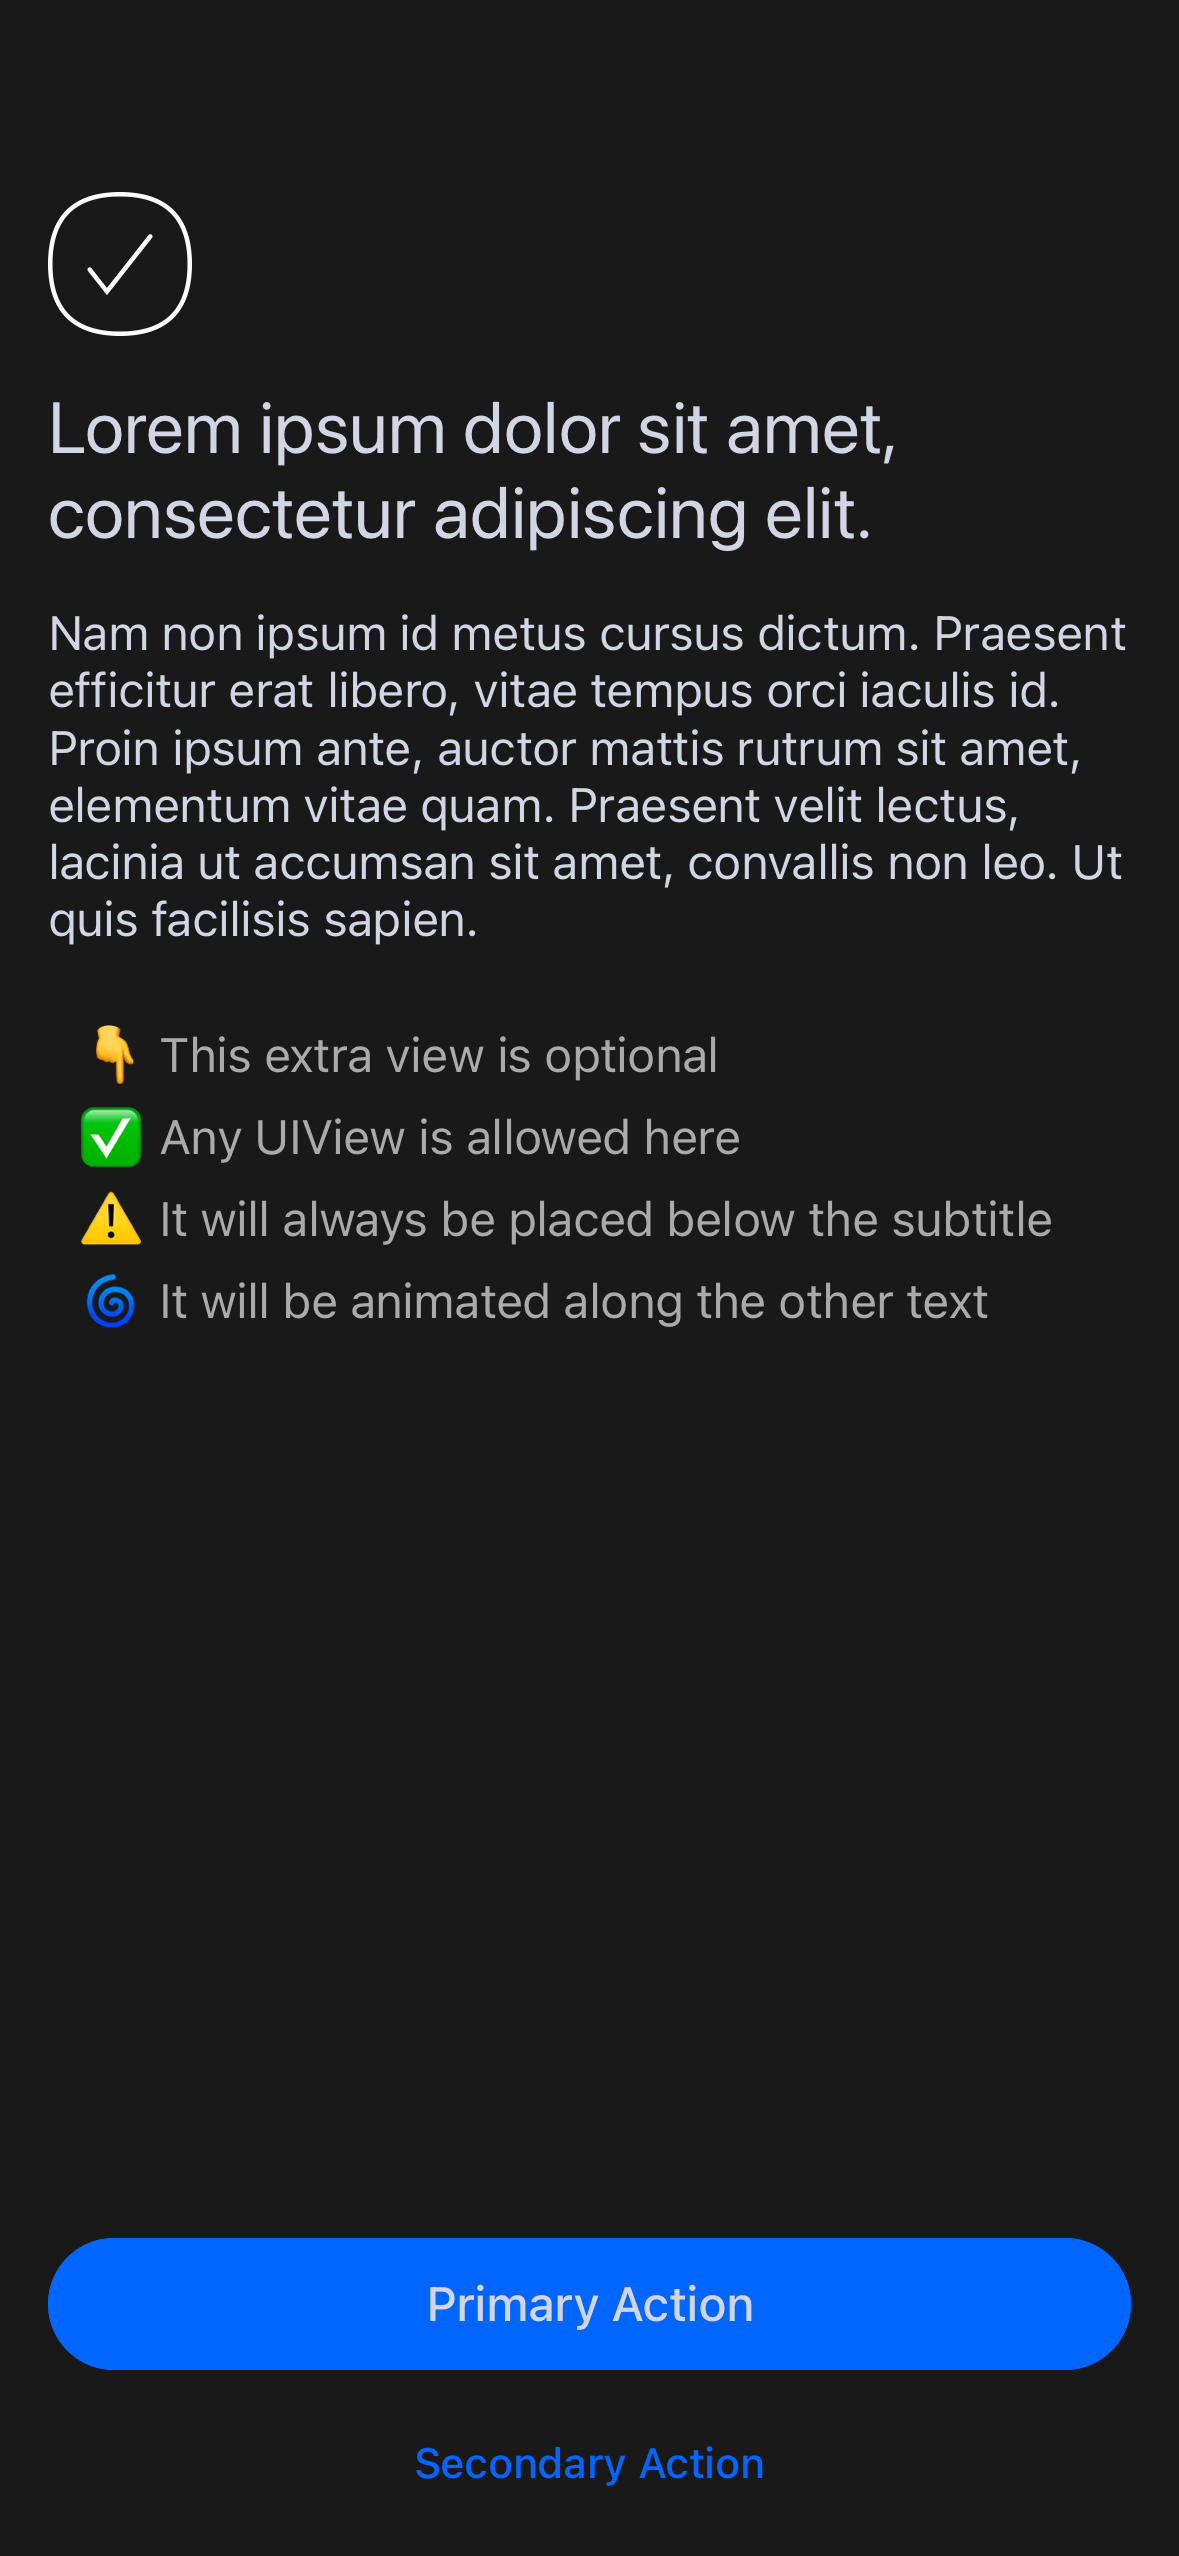 Lorem ipsum dolor sit amet,
consectetur adipiscing elit.
Nam non ipsum id metus cursus dictum. Praesent
efficitur erat libero, vitae tempus orci iaculis id.
Proin ipsum ante, auctor mattis rutrum sit amet,
elementum vitae quam. Praesent velit lectus,
lacinia ut accumsan sit amet, convallis non leo. Ut
quis facilisis sapien.
👇 This extra view is optional
✅ Any UIView is allowed here
⚠️ It will always be placed below the subtitle
🌀 It will be animated along the other text
Primary Action
Secondary Action